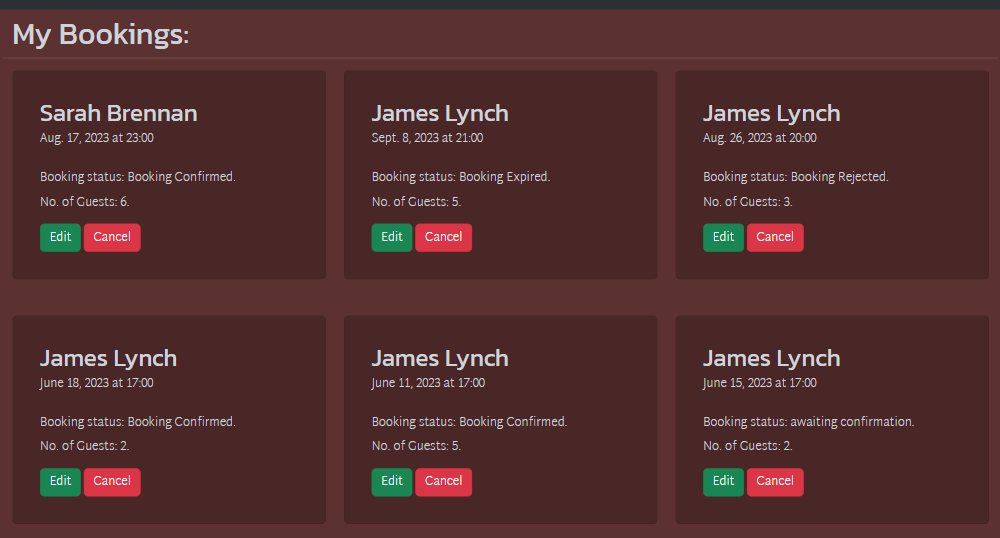 My Bookings:
Sarah Brennan
Aug. 17, 2023 at 23:00
Booking status: Booking Confirmed.
No. of Guests: 6.
Edit Cancel
James Lynch
Sept. 8, 2023 at 21:00
Booking status: Booking Expired.
No. of Guests: 5.
Edit Cancel
James Lynch
Aug. 26, 2023 at 20:00
Booking status: Booking Rejected.
No. of Guests: 3.
Edit Cancel
James Lynch
June 18, 2023 at 17:00
Booking status: Booking Confirmed.
No. of Guests: 2.
Edit Cancel
James Lynch
June 11, 2023 at 17:00
Booking status: Booking Confirmed.
No. of Guests: 5.
Edit Cancel
James Lynch
June 15, 2023 at 17:00
Booking status: awaiting confirmation.
No. of Guests: 2.
Edit Cancel